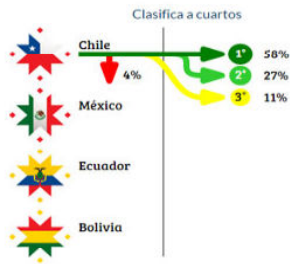 Clasifica a cuartos
Chile
1° 58%
4%
2° 27%
3° 11%
México
Ecuador
Bolivia